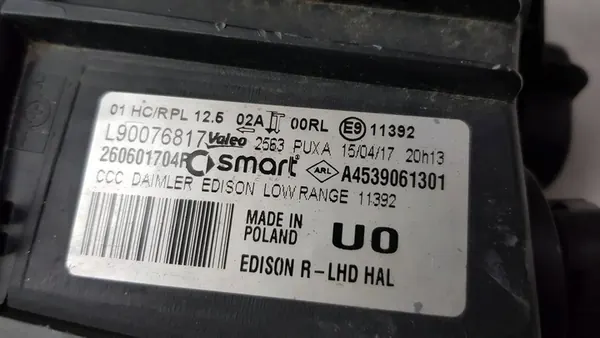 01 HC/R PL 12.5 02A 00RL E9 11392
L90076817 Valeo 2563 PUXA 15/04/17 20h13
260601704R smart ARL A4539061301
CCC DAIMLER EDISON LOW RANGE 11392
MADE IN
POLAND
U0
EDISON R-LHD HAL